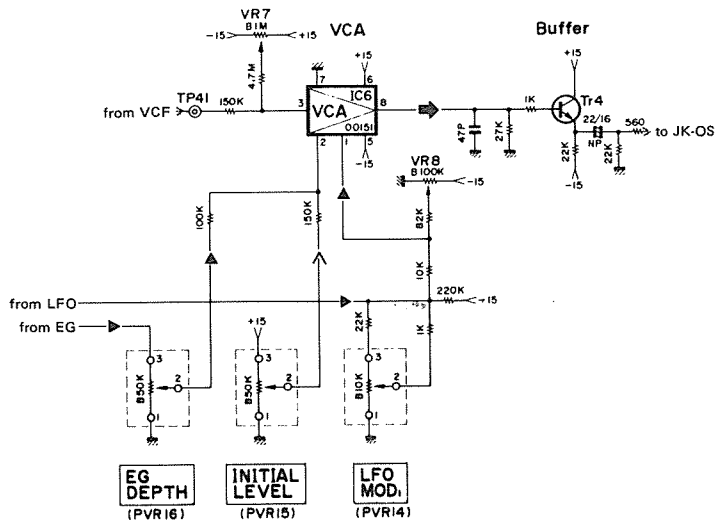 VR7
B1M
-15 +15
VCA
Buffer
4.7M
+15
7 6
IC6
+15
TP41
from VCF 150K 3 VCA 8 1K Tr4
00151
2 1 5
-15
47P 27K
22/16
NP
560
to JK-OS
22K 22K
-15
VR8
B100K
-15
100K 150K 82K
10K
from LFO 220K -15
from EG
+15 22K 1K
3 3 3
B50K 2 B50K 2 B10K 2
1 1 1
EG
DEPTH
(PVR16)
INITIAL
LEVEL
(PVR15)
LFO
MOD.
(PVR14)